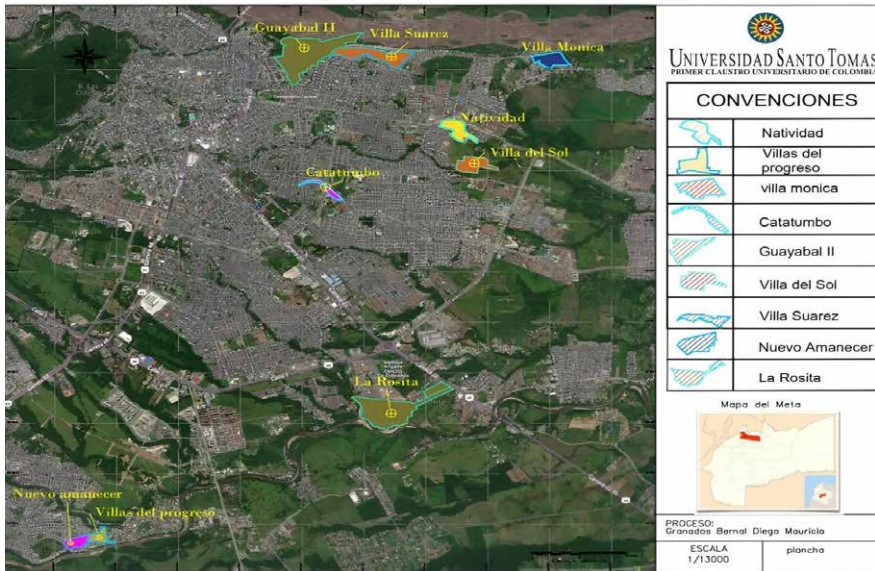 Guayabal II
Villa Suarez
Villa Monica
Natividad
Villa del Sol
Catatumbo
La Rosita
Nuevo amanecer
Villas del progreso
UNIVERSIDAD SANTO TOMAS
PRIMER CLAUSTRO UNIVERSITARIO DE COLOMBIA
CONVENCIONES
Natividad
Villas del
progreso
villa monica
Catatumbo
Guayabal II
Villa del Sol
Villa Suarez
Nuevo Amanecer
La Rosita
Mapa del Meta
PROCESO:
Granados Bernal Diego Mauricio
ESCALA
1/13000
plancha